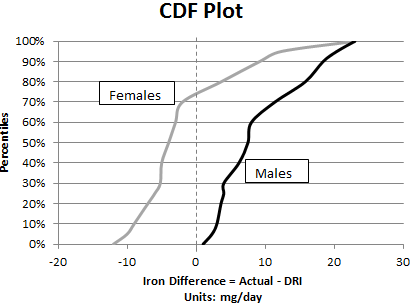 CDF Plot
Percentiles
100%
90%
80%
70%
60%
50%
40%
30%
20%
10%
0%
Females
Males
-20 -10 0 10 20 30
Iron Difference = Actual - DRI
Units: mg/day